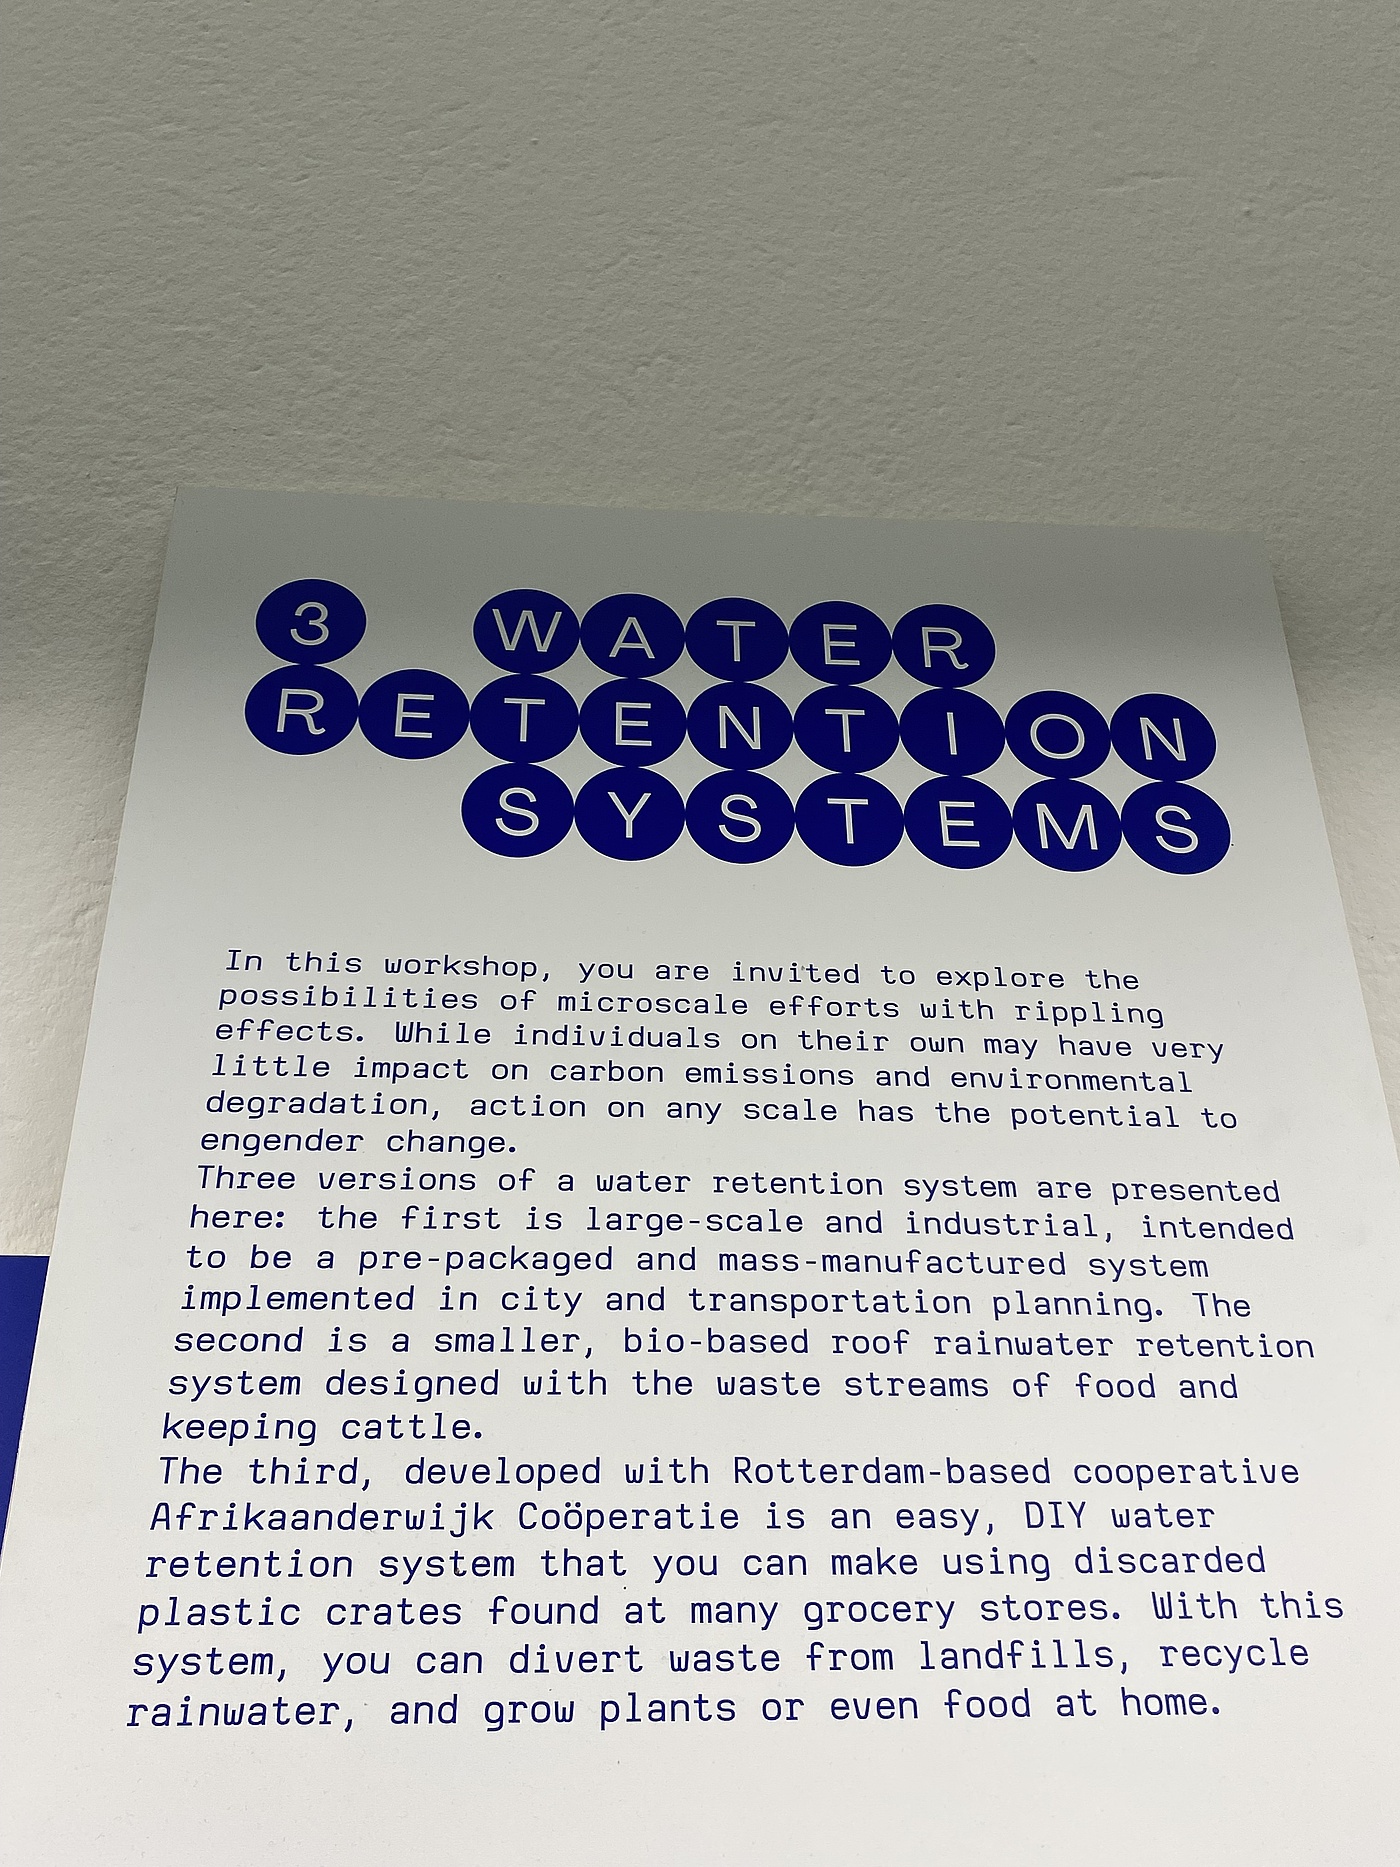 3 WATER
RETENTION
SYSTEMS
In this workshop, you are invited to explore the
possibilities of microscale efforts with rippling
effects. While individuals on their own may have very
little impact on carbon emissions and environmental
degradation, action on any scale has the potential to
engender change.
Three versions of a water retention system are presented
here: the first is large-scale and industrial, intended
to be a pre-packaged and mass-manufactured system
implemented in city and transportation planning. The
second is a smaller, bio-based roof rainwater retention
system designed with the waste streams of food and
keeping cattle.
The third, developed with Rotterdam-based cooperative
Afrikaanderwijk Coöperatie is an easy, DIY water
retention system that you can make using discarded
plastic crates found at many grocery stores. With this
system, you can divert waste from landfills, recycle
rainwater, and grow plants or even food at home.